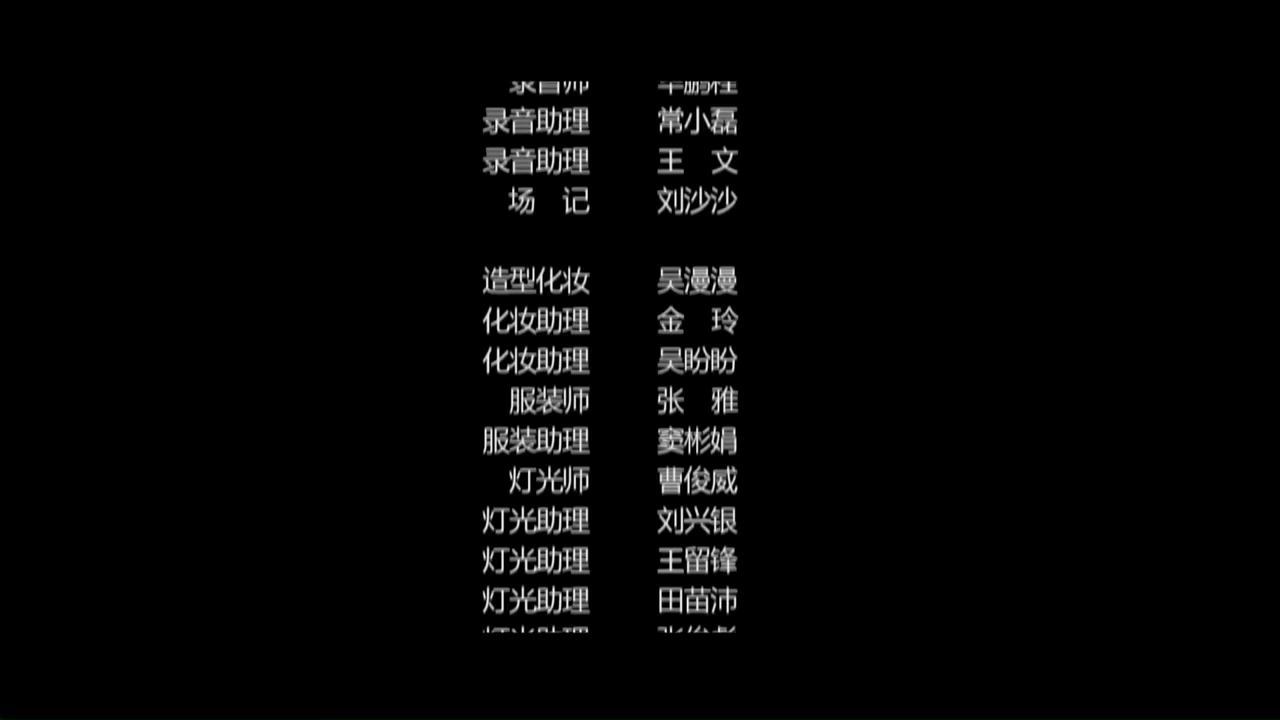 录音助理 常小磊
录音助理 王 文
场 记 刘沙沙
造型化妆 吴漫漫
化妆助理 金 玲
化妆助理 吴盼盼
服装师 张 雅
服装助理 窦彬娟
灯光师 曹俊威
灯光助理 刘兴银
灯光助理 王留锋
灯光助理 田苗沛